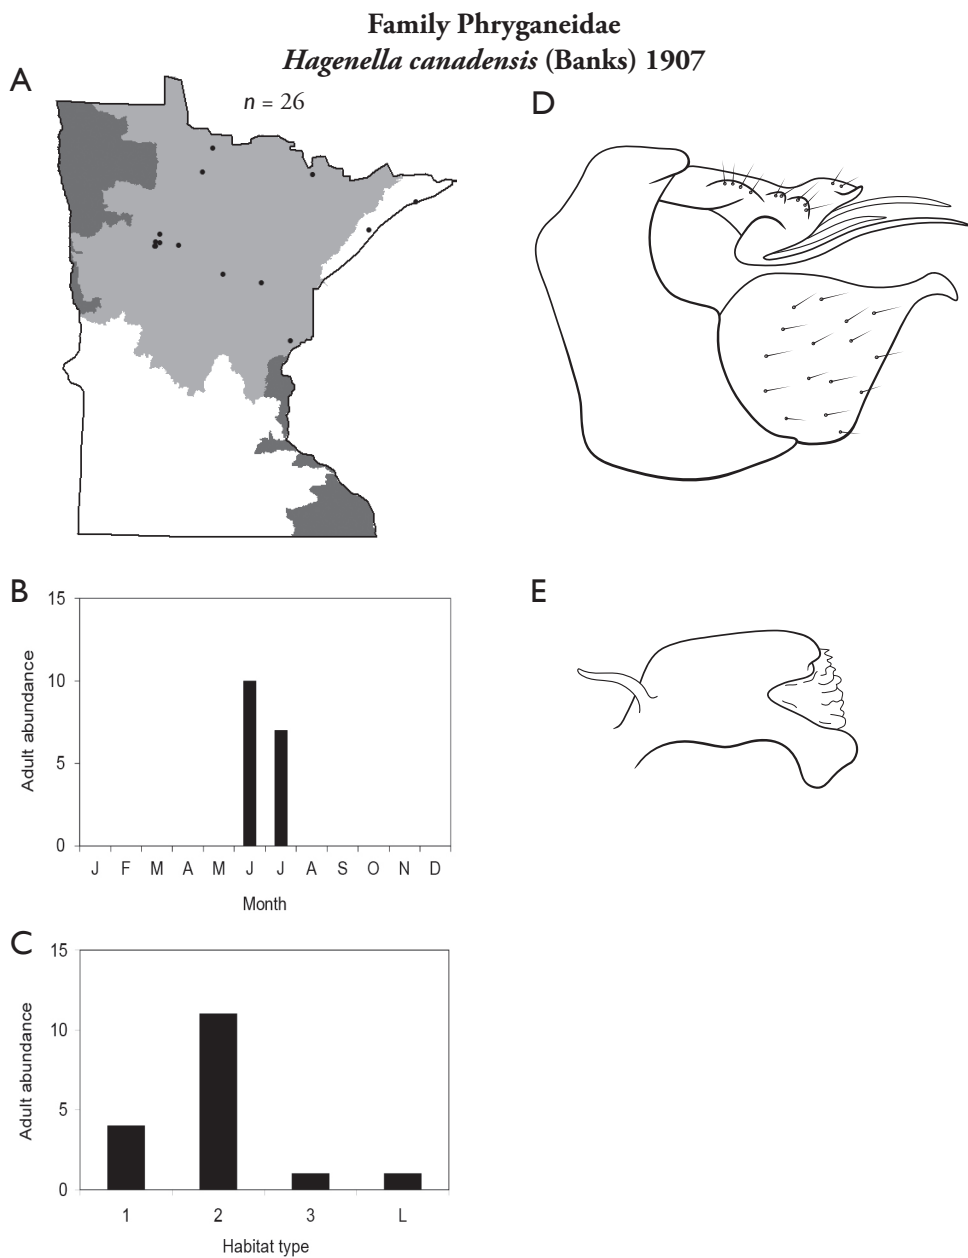 Family Phryganeidae
Hagenella canadensis (Banks) 1907
A
n = 26
D
B
15
10
5
0
Adult abundance
J F M A M J J A S O N D
Month
E
C
15
10
5
0
Adult abundance
1 2 3 L
Habitat type